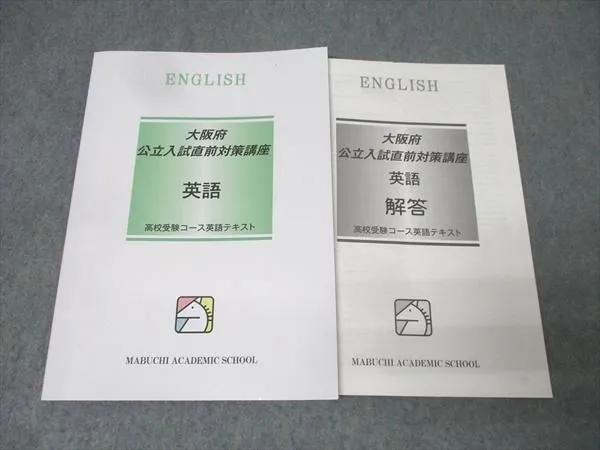 ENGLISH
大阪府
公立入試直前対策講座
英語
高校受験コース英語テキスト
MABUCHI ACADEMIC SCHOOL
ENGLISH
大阪府
公立入試直前対策講座
英語
解答
高校受験コース英語テキスト
MABUCHI ACADEMIC SCHOOL